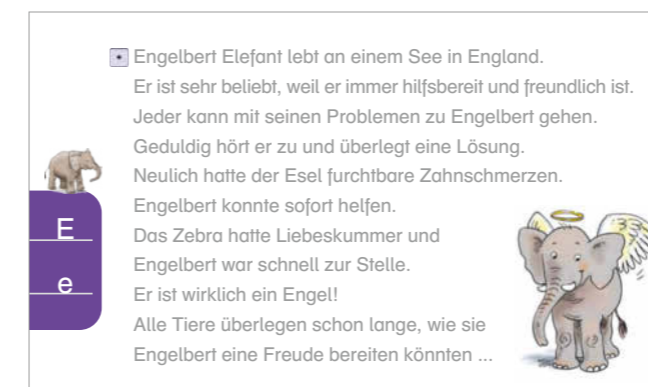 Engelbert Elefant lebt an einem See in England.
Er ist sehr beliebt, weil er immer hilfsbereit und freundlich ist.
Jeder kann mit seinen Problemen zu Engelbert gehen.
Geduldig hört er zu und überlegt eine Lösung.
Neulich hatte der Esel furchtbare Zahnschmerzen.
Engelbert konnte sofort helfen.
Das Zebra hatte Liebeskummer und
Engelbert war schnell zur Stelle.
Er ist wirklich ein Engel!
Alle Tiere überlegen schon lange, wie sie
Engelbert eine Freude bereiten könnten ...
E
e